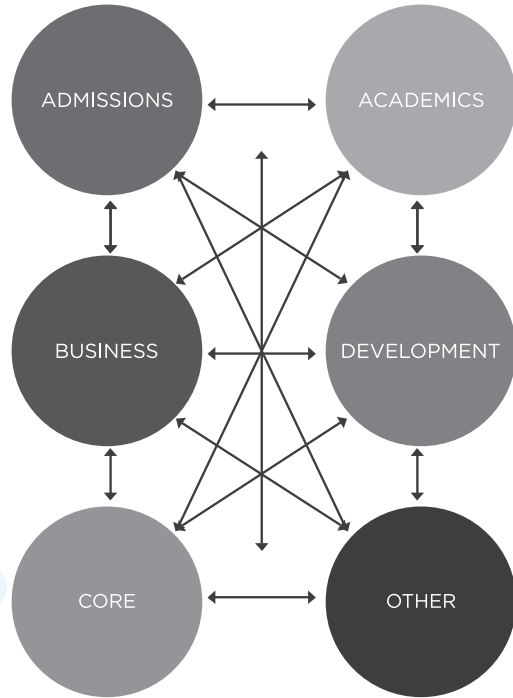 ADMISSIONS
ACADEMICS
BUSINESS
DEVELOPMENT
CORE
OTHER